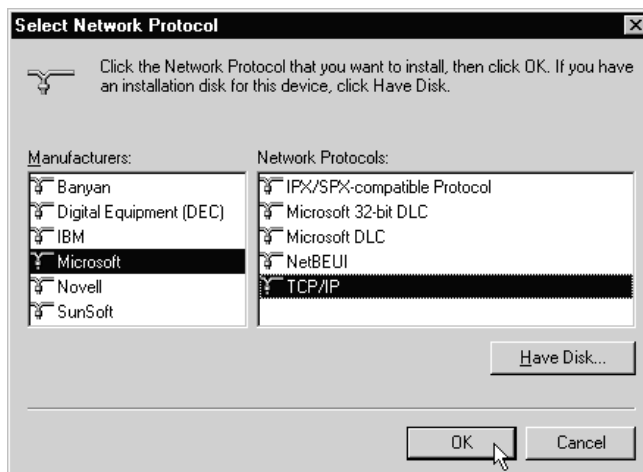 Select Network Protocol
Click the Network Protocol that you want to install, then click OK. If you have
an installation disk for this device, click Have Disk.
Manufacturers:
Banyan
Digital Equipment (DEC)
IBM
Microsoft
Novell
SunSoft
Network Protocols:
IPX/SPX-compatible Protocol
Microsoft 32-bit DLC
Microsoft DLC
NetBEUI
TCP/IP
Have Disk...
OK
Cancel